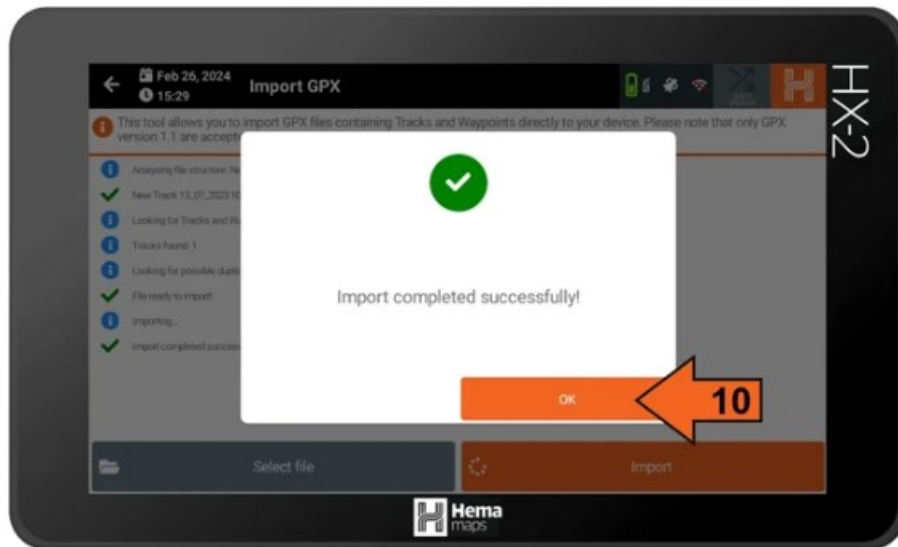 Feb 26, 2024
15:29
Import GPX
This tool allows you to import GPX files containing Tracks and Waypoints directly to your device. Please note that only GPX
version 1.1 are accept
Analysing file structure: Ne
New Track
Looking for Tracks and W
Tracks found: 1
Looking for possible duplic
File ready to import!
Importing...
Import completed success
Import completed successfully!
OK
10
Select file
Import
HX-2
H Hema
maps